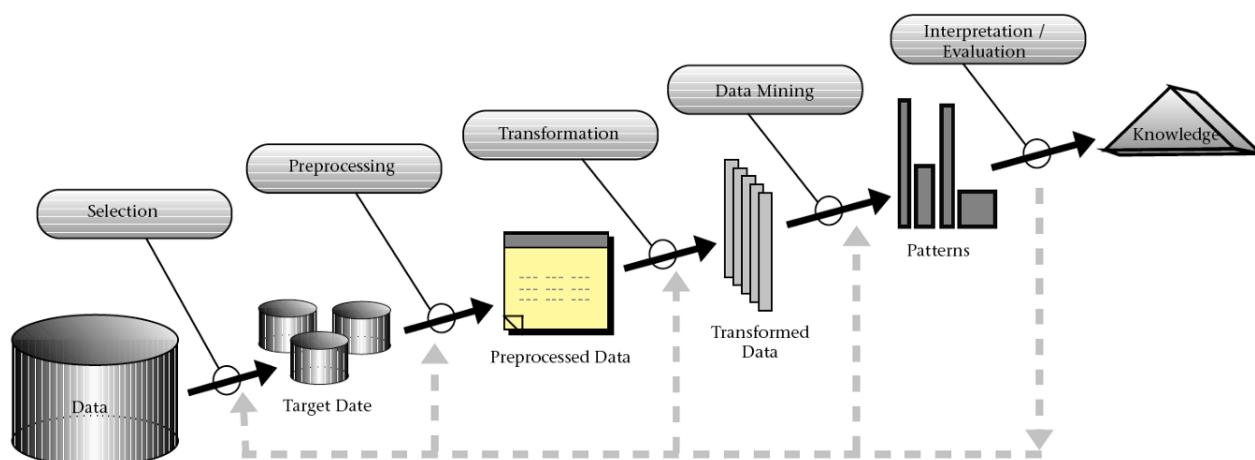 Interpretation /
Evaluation
Data Mining
Transformation
Preprocessing
Selection
Knowledge
Patterns
Transformed
Data
Preprocessed Data
Target Date
Data